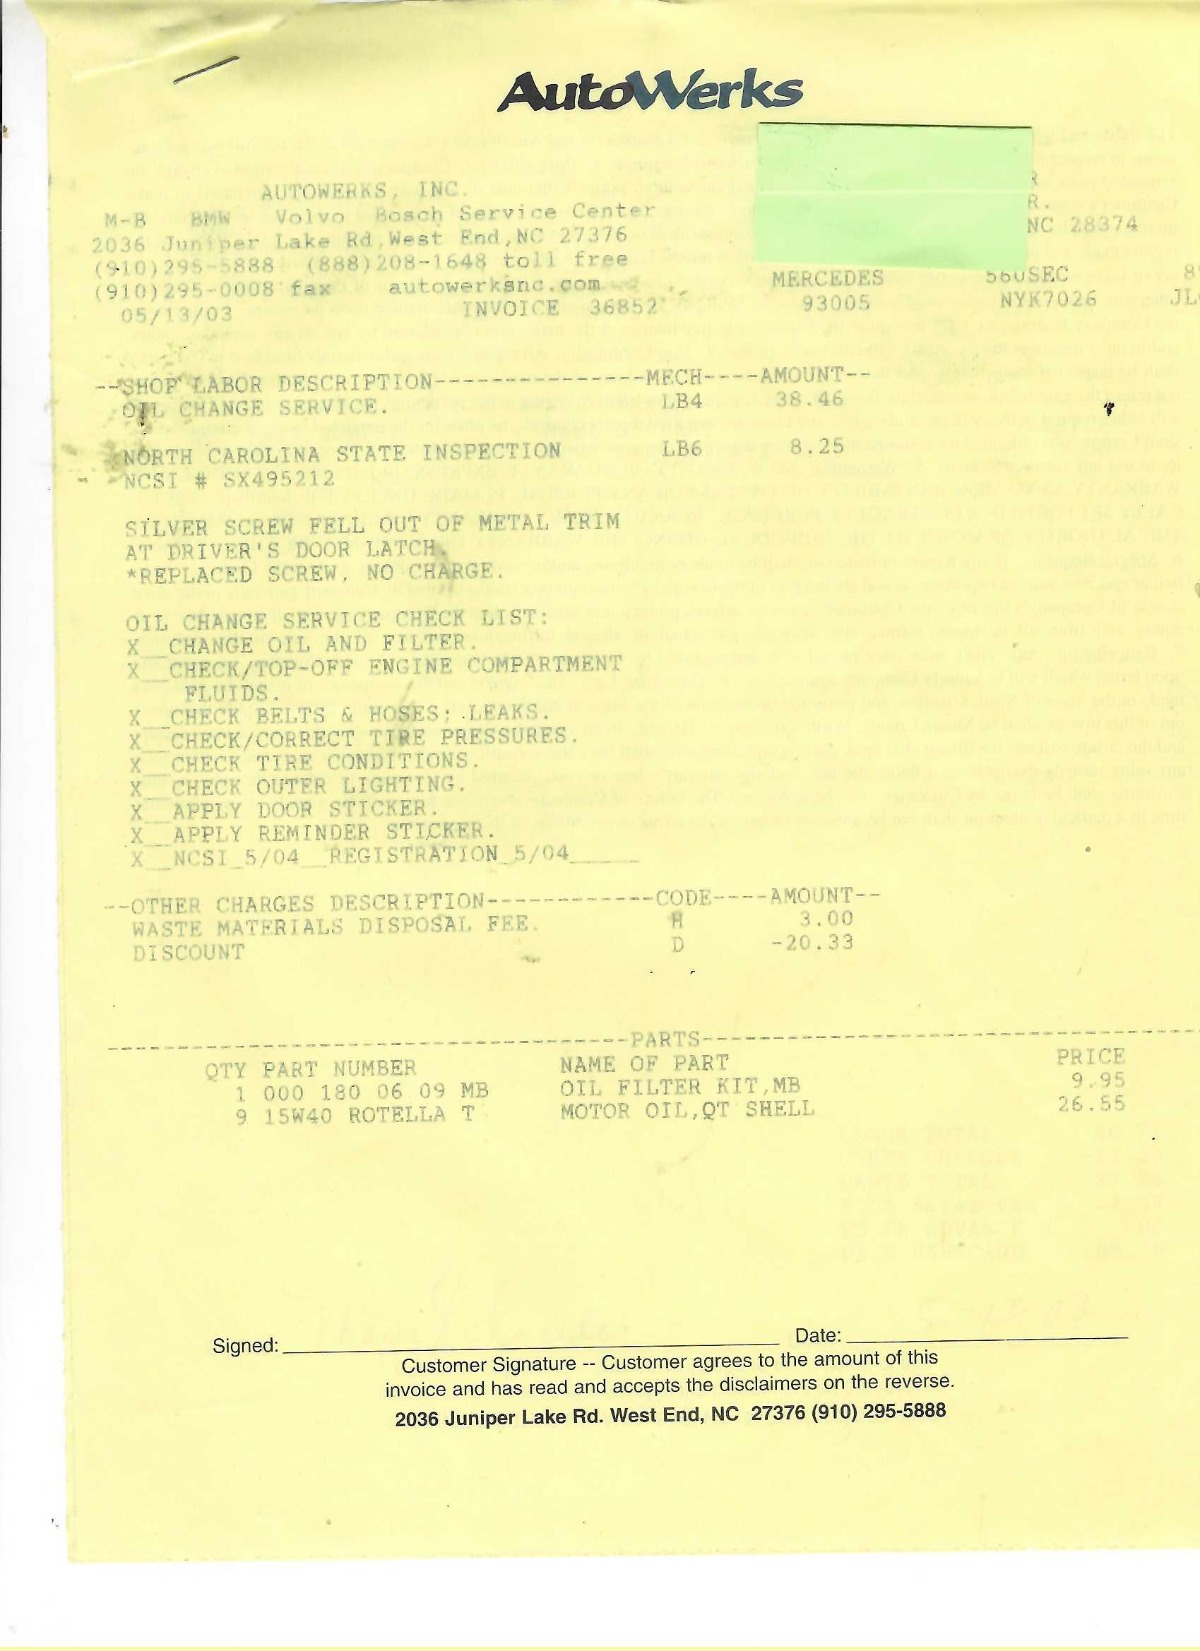 AutoWerks
AUTOWERKS, INC.
M-B BMW Volvo Bosch Service Center
2036 Juniper Lake Rd,West End,NC 27376
(910)295-5888 (888)208-1648 toll free
(910)295-0008 fax autowerksnc.com
05/13/03 INVOICE 36852
R
R.
NC 28374
MERCEDES 560SEC 8
93005 NYK7026 JL
--SHOP LABOR DESCRIPTION---------------MECH----AMOUNT--
OIL CHANGE SERVICE. LB4 38.46
NORTH CAROLINA STATE INSPECTION LB6 8.25
NCSI # SX495212
SILVER SCREW FELL OUT OF METAL TRIM
AT DRIVER'S DOOR LATCH.
*REPLACED SCREW, NO CHARGE.
OIL CHANGE SERVICE CHECK LIST:
X__CHANGE OIL AND FILTER.
X__CHECK/TOP-OFF ENGINE COMPARTMENT
FLUIDS.
X__CHECK BELTS & HOSES; LEAKS.
X__CHECK/CORRECT TIRE PRESSURES.
X__CHECK TIRE CONDITIONS.
X__CHECK OUTER LIGHTING.
X__APPLY DOOR STICKER.
X__APPLY REMINDER STICKER.
X__NCSI_5/04__REGISTRATION_5/04_____
--OTHER CHARGES DESCRIPTION------------CODE----AMOUNT--
WASTE MATERIALS DISPOSAL FEE. H 3.00
DISCOUNT D -20.33
-------------------------------------PARTS-----------------------------------
QTY PART NUMBER NAME OF PART PRICE
1 000 180 06 09 MB OIL FILTER KIT,MB 9.95
9 15W40 ROTELLA T MOTOR OIL,QT SHELL 26.55
Signed: Date:
Customer Signature -- Customer agrees to the amount of this
invoice and has read and accepts the disclaimers on the reverse.
2036 Juniper Lake Rd. West End, NC 27376 (910) 295-5888